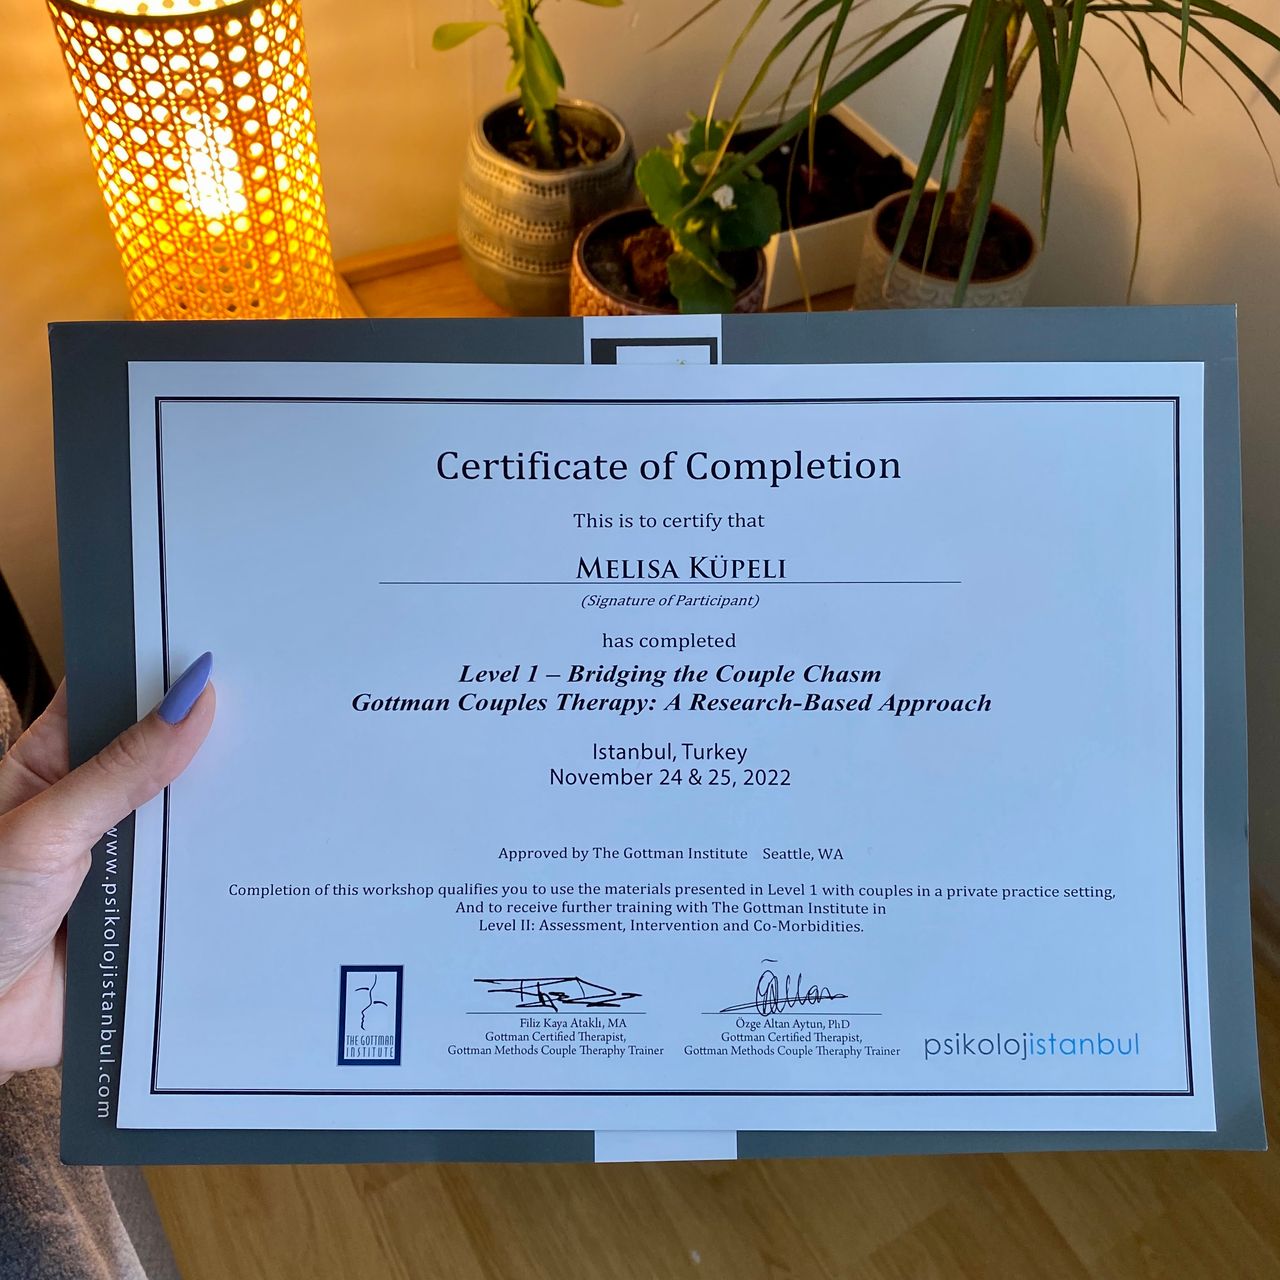 Certificate of Completion
This is to certify that
MELISA KÜPELI
(Signature of Participant)
has completed
Level 1 – Bridging the Couple Chasm
Gottman Couples Therapy: A Research-Based Approach
Istanbul, Turkey
November 24 & 25, 2022
Approved by The Gottman Institute Seattle, WA
Completion of this workshop qualifies you to use the materials presented in Level 1 with couples in a private practice setting,
And to receive further training with The Gottman Institute in
Level II: Assessment, Intervention and Co-Morbidities.
THE GOTTMAN
INSTITUTE
Filiz Kaya Ataklı, MA
Gottman Certified Therapist,
Gottman Methods Couple Theraphy Trainer
Özge Altan Aytun, PhD
Gottman Certified Therapist,
Gottman Methods Couple Theraphy Trainer
psikolojistanbul
www.psikolojistanbul.com